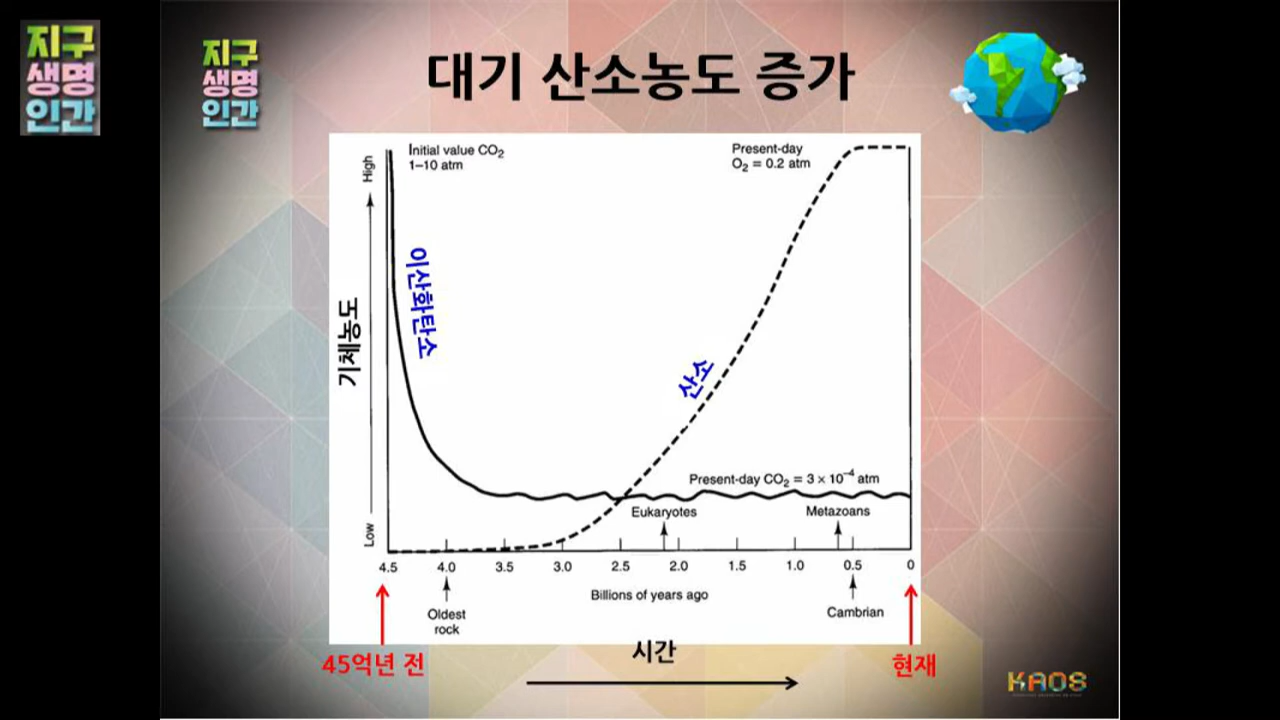 지구
생명
인간
지구
생명
인간
대기 산소농도 증가
Initial value CO₂
1–10 atm
Present-day
O₂ = 0.2 atm
High
이산화탄소
기체농도
산소
Present-day CO₂ = 3 × 10⁻⁴ atm
Eukaryotes
Metazoans
Low
4.5 4.0 3.5 3.0 2.5 2.0 1.5 1.0 0.5 0
Billions of years ago
Oldest
rock
Cambrian
45억년 전
시간
현재
KAOS